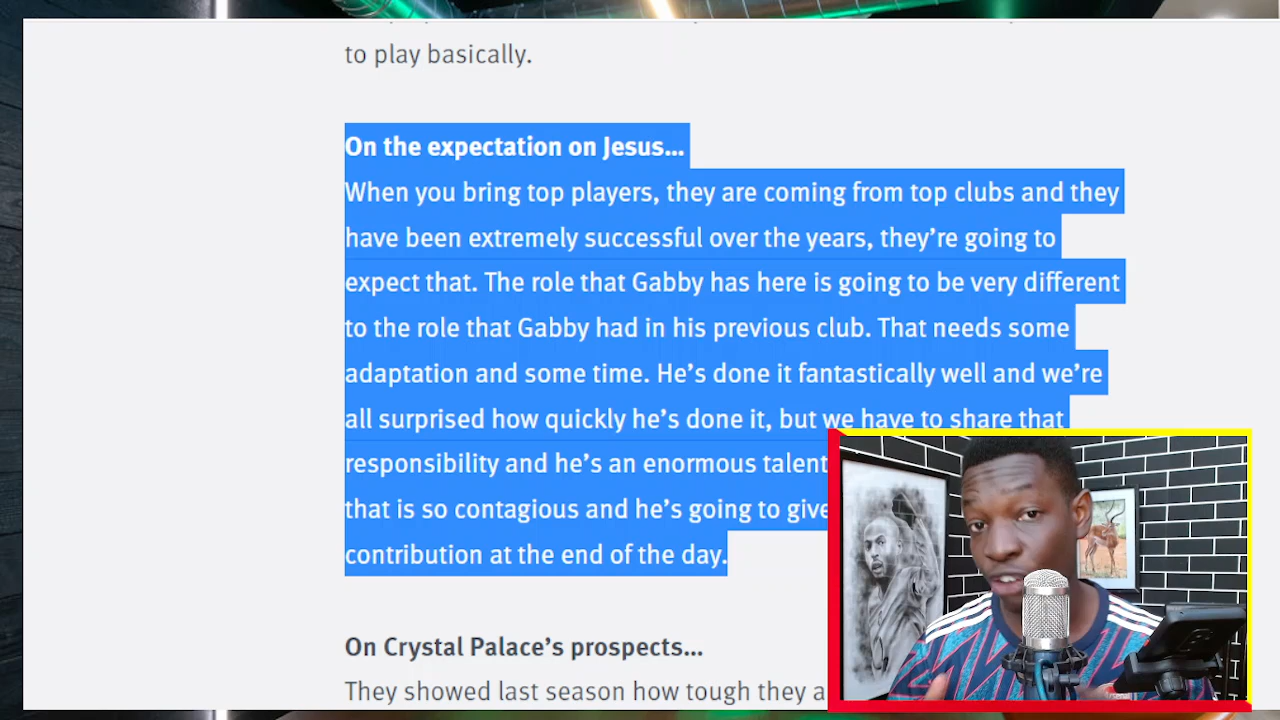 to play basically.
On the expectation on Jesus...
When you bring top players, they are coming from top clubs and they
have been extremely successful over the years, they’re going to
expect that. The role that Gabby has here is going to be very different
to the role that Gabby had in his previous club. That needs some
adaptation and some time. He’s done it fantastically well and we’re
all surprised how quickly he’s done it, but we have to share that
responsibility and he’s an enormous talent
that is so contagious and he’s going to give
contribution at the end of the day.
On Crystal Palace’s prospects...
They showed last season how tough they a